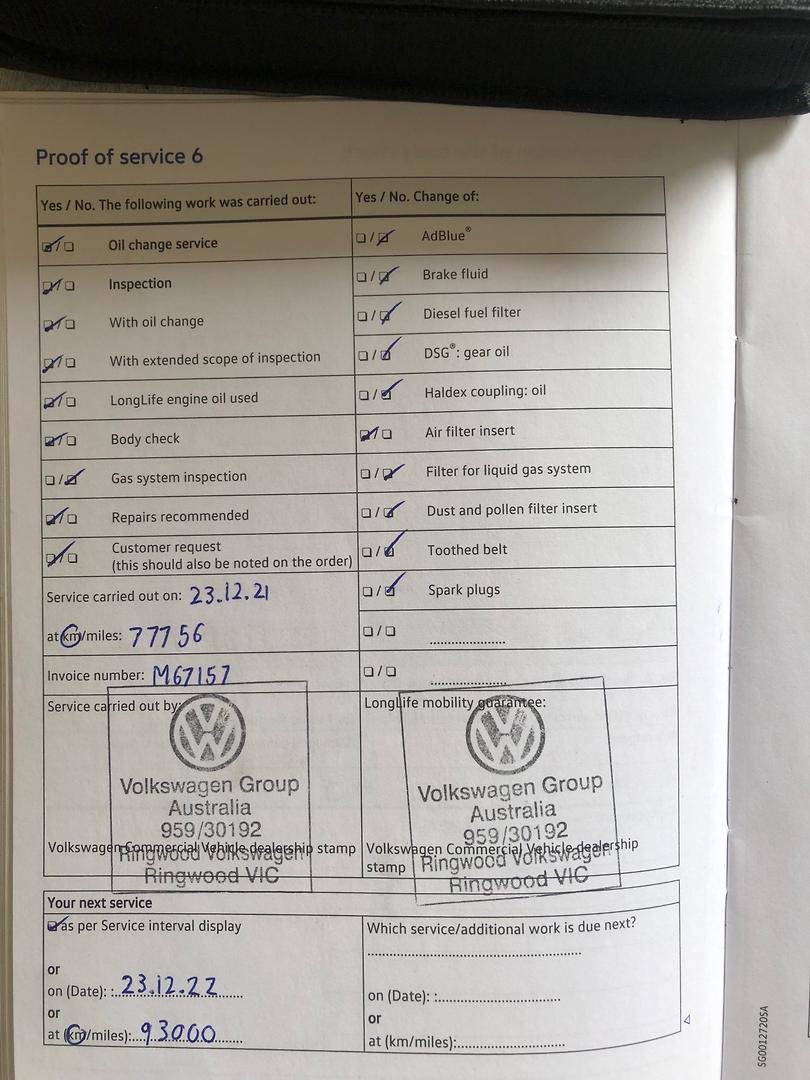 Proof of service 6
Yes / No. The following work was carried out:
Oil change service
Inspection
With oil change
With extended scope of inspection
LongLife engine oil used
Body check
Gas system inspection
Repairs recommended
Customer request
(this should also be noted on the order)
Service carried out on: 23.12.21
at km/miles: 77756
Invoice number: M67157
Yes / No. Change of:
AdBlue®
Brake fluid
Diesel fuel filter
DSG®: gear oil
Haldex coupling: oil
Air filter insert
Filter for liquid gas system
Dust and pollen filter insert
Toothed belt
Spark plugs
Service carried out by:
Volkswagen Group
Australia
959/30192
Volkswagen Commercial Vehicle dealership stamp
Ringwood Volkswagen
Ringwood VIC
LongLife mobility guarantee:
Volkswagen Group
Australia
959/30192
Volkswagen Commercial Vehicle dealership
stamp
Ringwood Volkswagen
Ringwood VIC
Your next service
as per Service interval display
or
on (Date): :23.12.22
or
at (km/miles):93000
Which service/additional work is due next?
on (Date): :
or
at (km/miles):
5G0012720SA